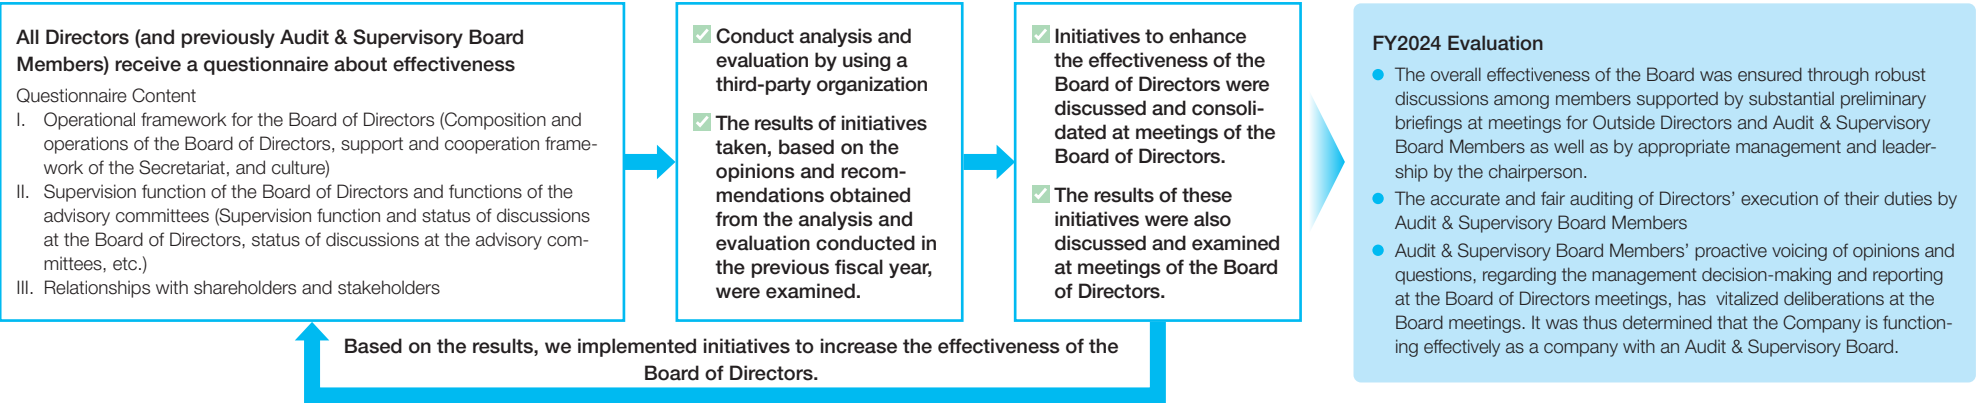 All Directors (and previously Audit & Supervisory Board
Members) receive a questionnaire about effectiveness
Questionnaire Content
I. Operational framework for the Board of Directors (Composition and
operations of the Board of Directors, support and cooperation frame-
work of the Secretariat, and culture)
II. Supervision function of the Board of Directors and functions of the
advisory committees (Supervision function and status of discussions
at the Board of Directors, status of discussions at the advisory com-
mittees, etc.)
III. Relationships with shareholders and stakeholders
Conduct analysis and
evaluation by using a
third-party organization
The results of initiatives
taken, based on the
opinions and recom-
mendations obtained
from the analysis and
evaluation conducted in
the previous fiscal year,
were examined.
Initiatives to enhance
the effectiveness of the
Board of Directors were
discussed and consoli-
dated at meetings of the
Board of Directors.
The results of these
initiatives were also
discussed and examined
at meetings of the Board
of Directors.
Based on the results, we implemented initiatives to increase the effectiveness of the
Board of Directors.
FY2024 Evaluation
The overall effectiveness of the Board was ensured through robust
discussions among members supported by substantial preliminary
briefings at meetings for Outside Directors and Audit & Supervisory
Board Members as well as by appropriate management and leader-
ship by the chairperson.
The accurate and fair auditing of Directors' execution of their duties by
Audit & Supervisory Board Members
Audit & Supervisory Board Members' proactive voicing of opinions and
questions, regarding the management decision-making and reporting
at the Board of Directors meetings, has vitalized deliberations at the
Board meetings. It was thus determined that the Company is function-
ing effectively as a company with an Audit & Supervisory Board.